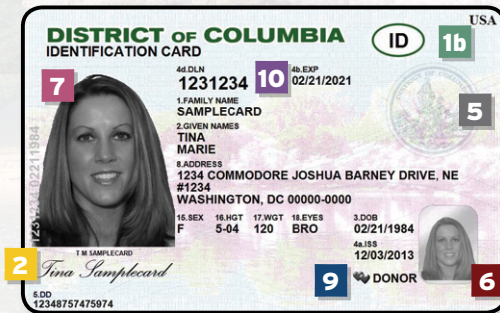 USA
DISTRICT OF COLUMBIA
IDENTIFICATION CARD
ID
1b
7
4d.DLN
1231234
10
4b.EXP
02/21/2021
5
1.FAMILY NAME
SAMPLECARD
2.GIVEN NAMES
TINA
MARIE
8.ADDRESS
1234 COMMODORE JOSHUA BARNEY DRIVE, NE
#1234
WASHINGTON, DC 00000-0000
15.SEX 16.HGT 17.WGT 18.EYES 3.DOB
F 5-04 120 BRO 02/21/1984
4a.ISS
12/03/2013
T M SAMPLECARD
2
Tina Samplecard
9
DONOR
6
5.DD
12348757475974